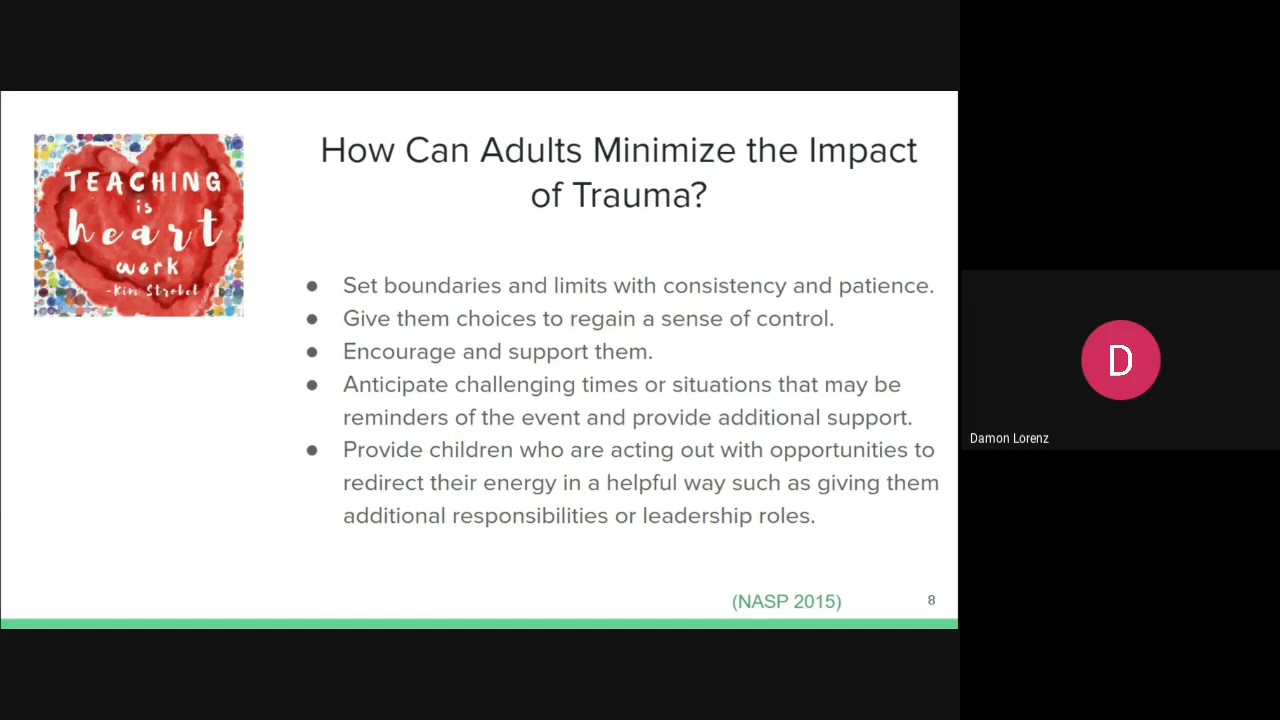 TEACHING
is
heart
work
-Kim Strobel
How Can Adults Minimize the Impact
of Trauma?
● Set boundaries and limits with consistency and patience.
● Give them choices to regain a sense of control.
● Encourage and support them.
● Anticipate challenging times or situations that may be
reminders of the event and provide additional support.
● Provide children who are acting out with opportunities to
redirect their energy in a helpful way such as giving them
additional responsibilities or leadership roles.
(NASP 2015)
8
D
Damon Lorenz